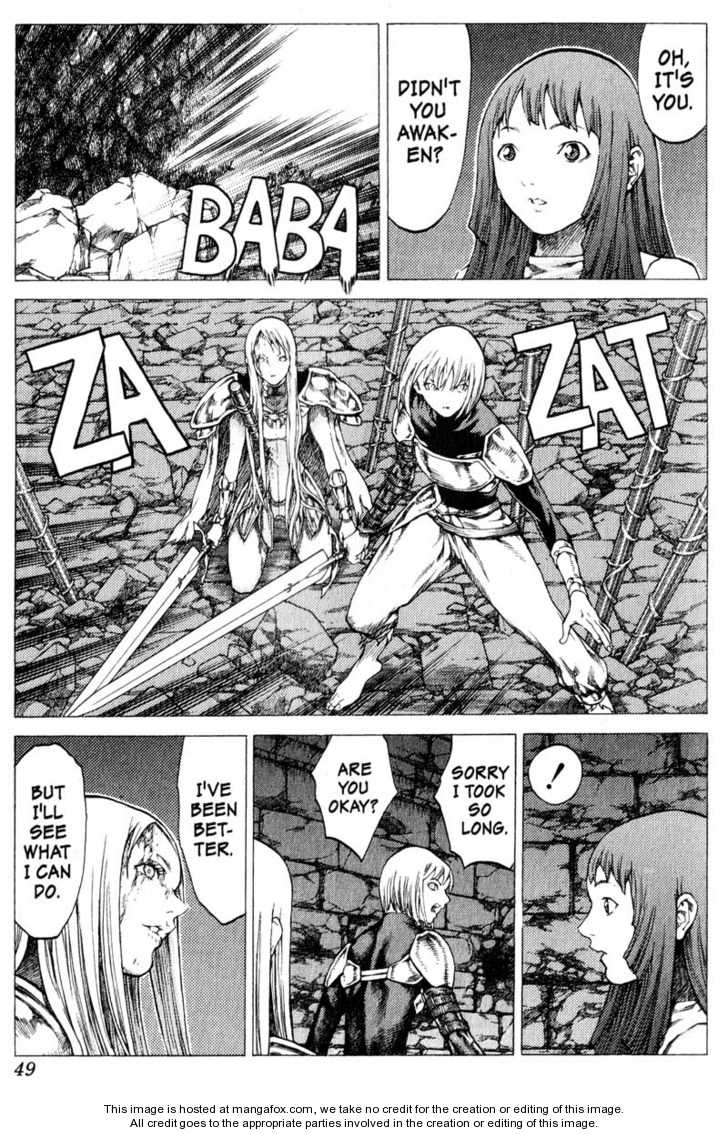 OH,
IT'S
YOU.
DIDN'T
YOU
AWAK-
EN?
BABA
ZAT
ZA
!
SORRY
I TOOK
SO
LONG.
ARE
YOU
OKAY?
I'VE
BEEN
BET-
TER.
BUT
I'LL
SEE
WHAT
I CAN
DO.
49
This image is hosted at mangafox.com, we take no credit for the creation or editing of this image.
All credit goes to the appropriate parties involved in the creation or editing of this image.